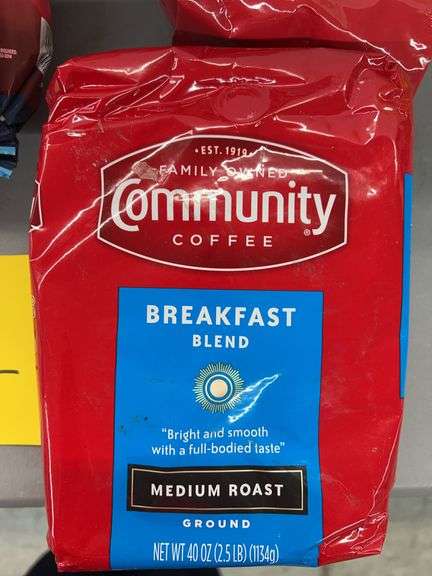 • EST. 1919 •
FAMILY OWNED
Community®
COFFEE
BREAKFAST
BLEND
"Bright and smooth
with a full-bodied taste"
MEDIUM ROAST
GROUND
NET WT 40 OZ (2.5 LB) (1134g)